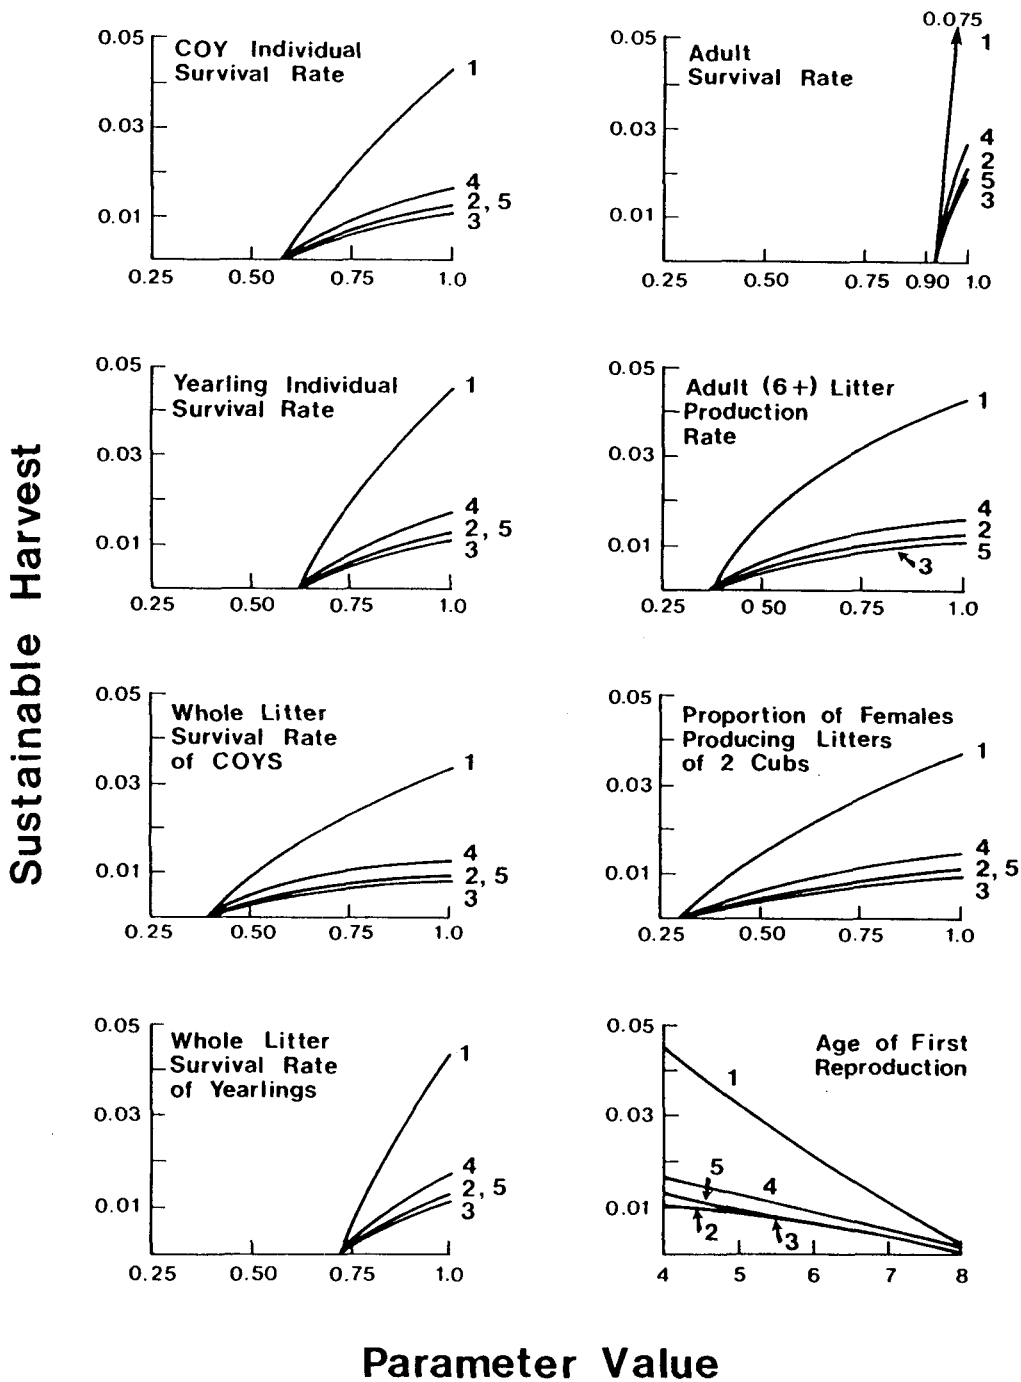 0.05
COY Individual
Survival Rate
1
0.03
4
2, 5
0.01
3
0.25 0.50 0.75 1.0
0.075
0.05
Adult
Survival Rate
1
0.03
4
2
5
0.01
3
0.25 0.50 0.75 0.90 1.0
0.05
Yearling Individual
Survival Rate
1
0.03
4
2, 5
0.01
3
0.25 0.50 0.75 1.0
0.05
Adult (6+) Litter
Production
Rate
1
0.03
4
2
0.01
5
3
0.25 0 50 0.75 1.0
0.05
Whole Litter
Survival Rate
of COYS
1
0.03
4
0.01
2, 5
3
0.25 0.50 0.75 1.0
0.05
Proportion of Females
Producing Litters
of 2 Cubs
1
0.03
4
0.01
2, 5
3
0.25 0.50 0.75 1.0
0.05
Whole Litter
Survival Rate
of Yearlings
1
0.03
4
2, 5
0.01
3
0.25 0.50 0.75 1.0
0.05
Age of First
Reproduction
1
0.03
5
4
0.01
2
3
4 5 6 7 8
Sustainable Harvest
Parameter Value